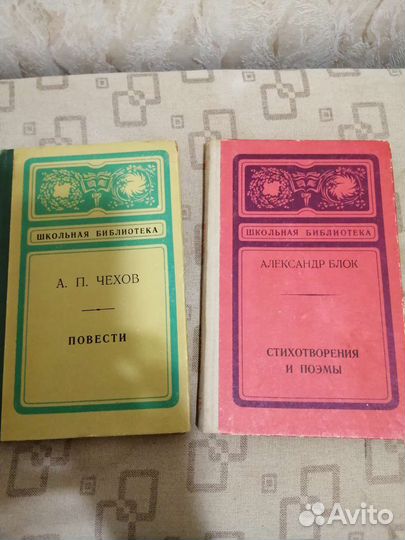 ШКОЛЬНАЯ БИБЛИОТЕКА
А. П. ЧЕХОВ
ПОВЕСТИ
ШКОЛЬНАЯ БИБЛИОТЕКА
АЛЕКСАНДР БЛОК
СТИХОТВОРЕНИЯ
И ПОЭМЫ
Avito